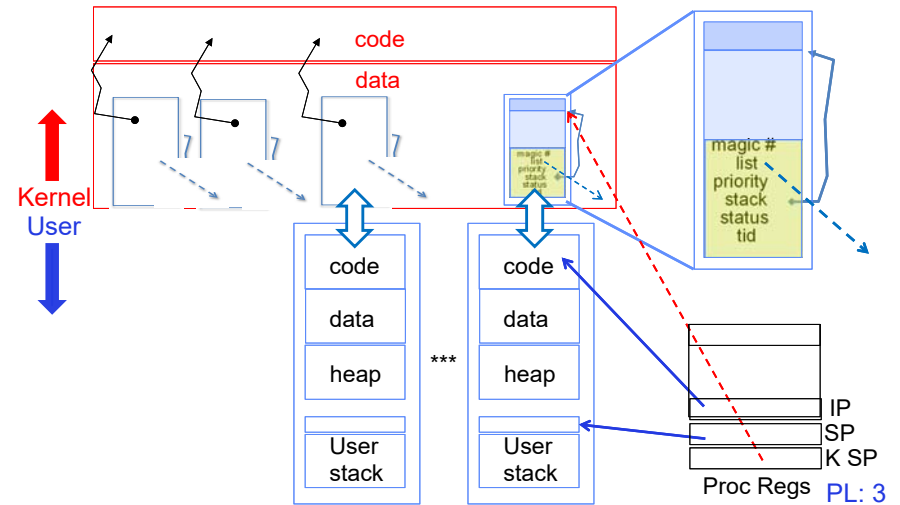 code
data
Kernel
User
magic #
list
priority
stack
status
magic #
list
priority
stack
status
tid
code
data
heap
User
stack
***
code
data
heap
User
stack
IP
SP
K SP
Proc Regs
PL: 3